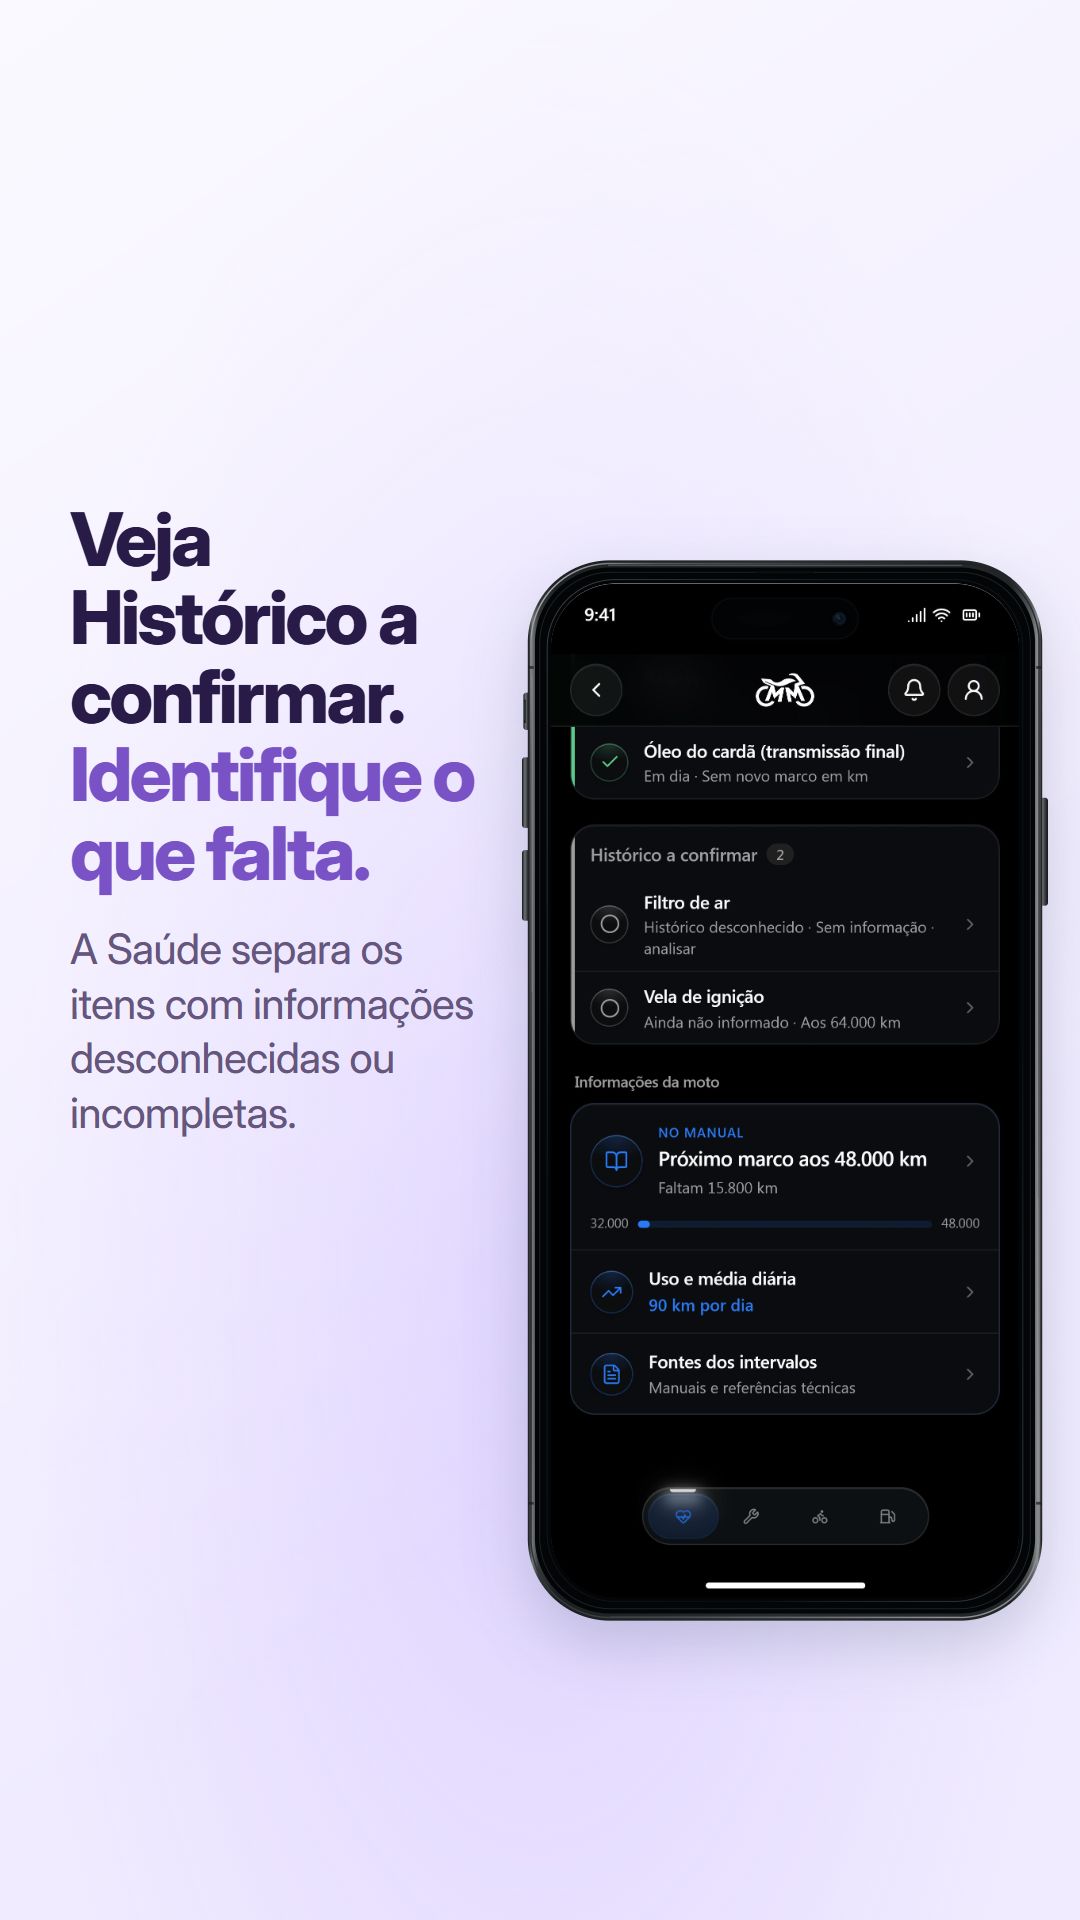 Veja
Histórico a
confirmar.
Identifique o
que falta.
A Saúde separa os
itens com informações
desconhecidas ou
incompletas.
9:41
MM
Óleo do cardã (transmissão final)
Em dia · Sem novo marco em km
Histórico a confirmar 2
Filtro de ar
Histórico desconhecido · Sem informação ·
analisar
Vela de ignição
Ainda não informado · Aos 64.000 km
Informações da moto
NO MANUAL
Próximo marco aos 48.000 km
Faltam 15.800 km
32.000 48.000
Uso e média diária
90 km por dia
Fontes dos intervalos
Manuais e referências técnicas